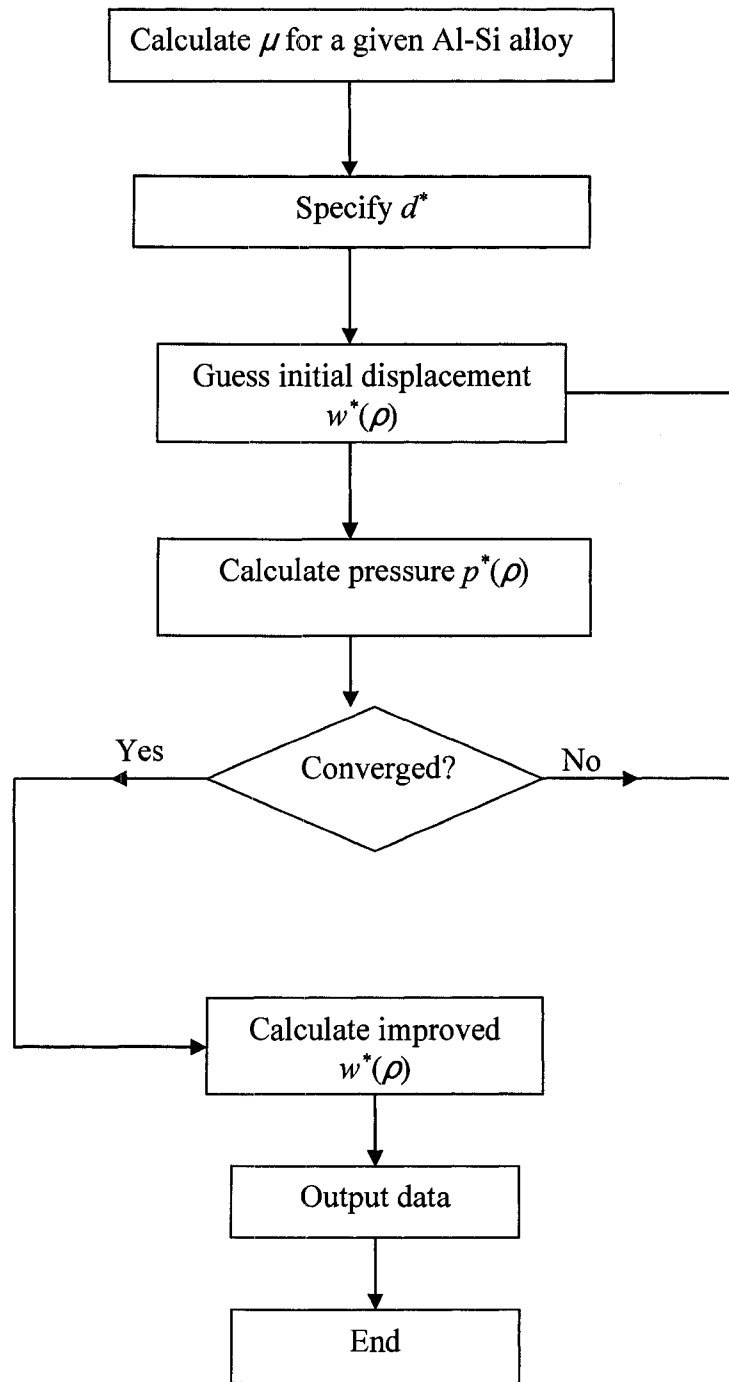 Calculate μ for a given Al-Si alloy
Specify d*
Guess initial displacement
w*(ρ)
Calculate pressure p*(ρ)
Yes
Converged?
No
Calculate improved
w*(ρ)
Output data
End